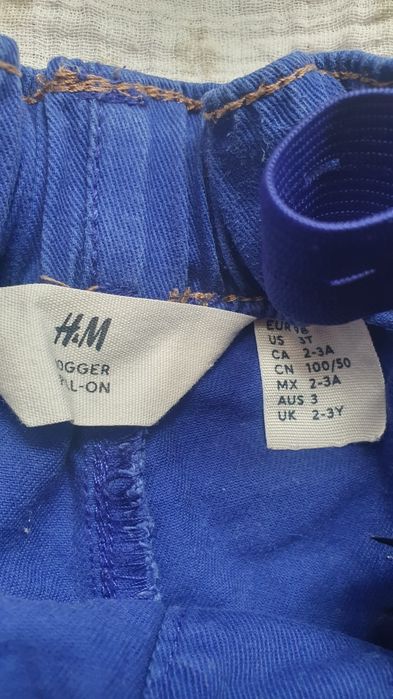 H&M
OGGER
L-ON
EUR 98
US 3T
CA 2-3A
CN 100/50
MX 2-3A
AUS 3
UK 2-3Y